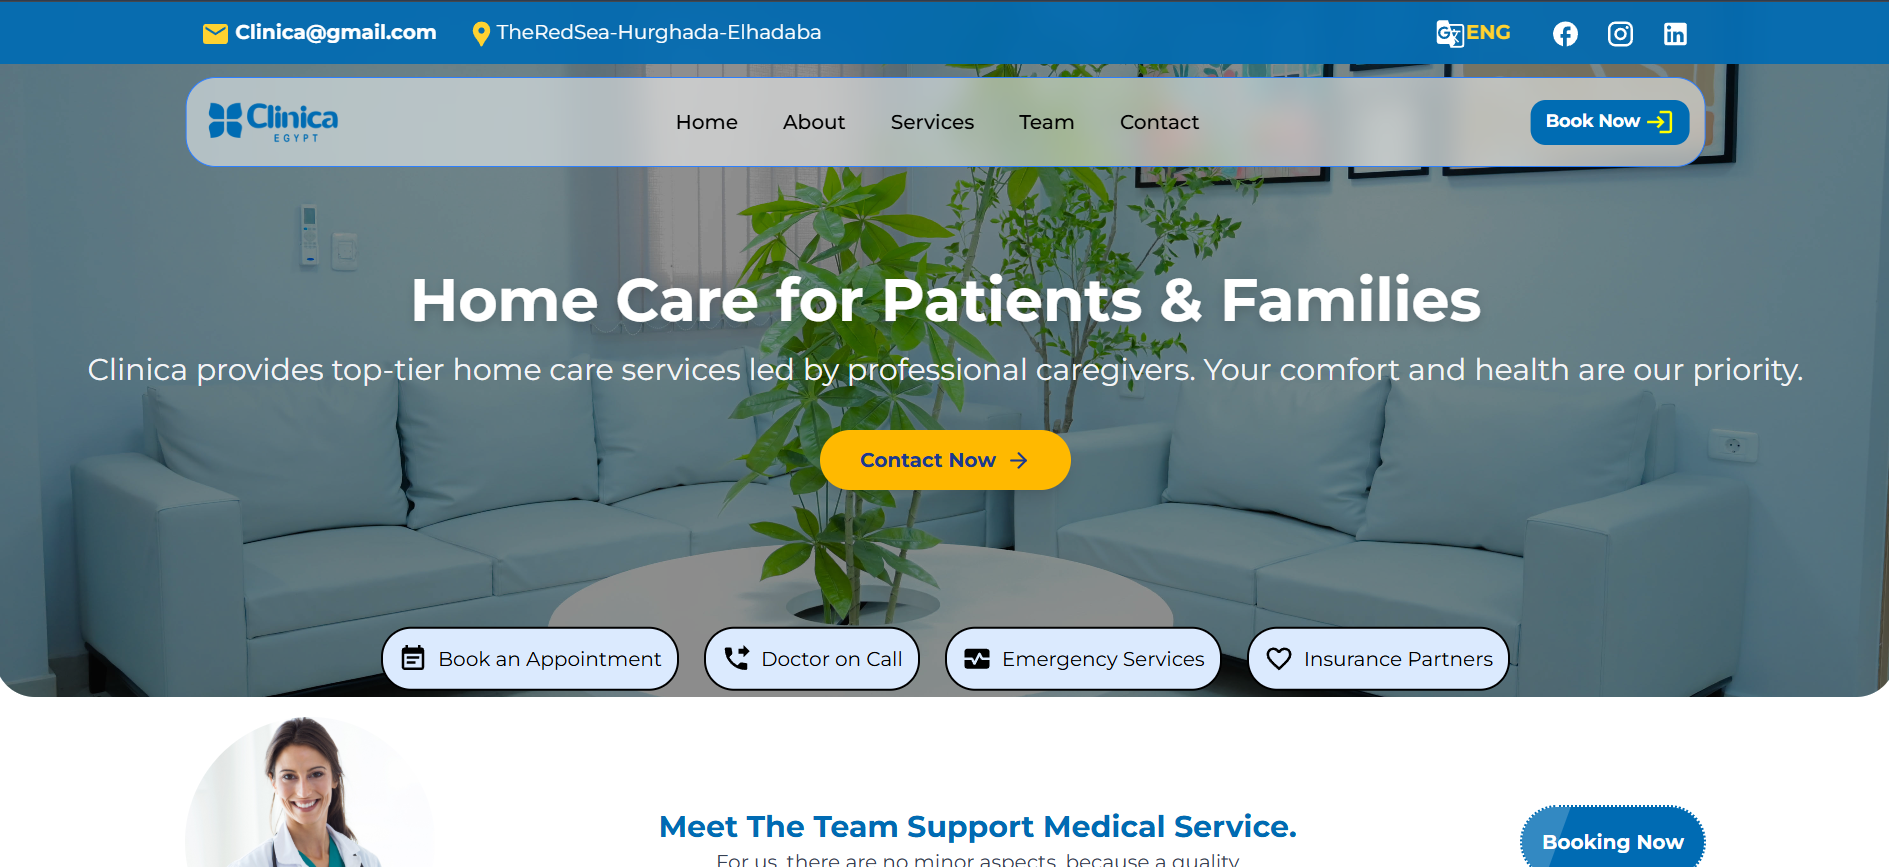 Clinica@gmail.com TheRedSea-Hurghada-Elhadaba ENG
Clinica
EGYPT
Home About Services Team Contact
Book Now
Home Care for Patients & Families
Clinica provides top-tier home care services led by professional caregivers. Your comfort and health are our priority.
Contact Now
Book an Appointment Doctor on Call Emergency Services Insurance Partners
Meet The Team Support Medical Service.
Booking Now
For us, there are no minor aspects, because a quality